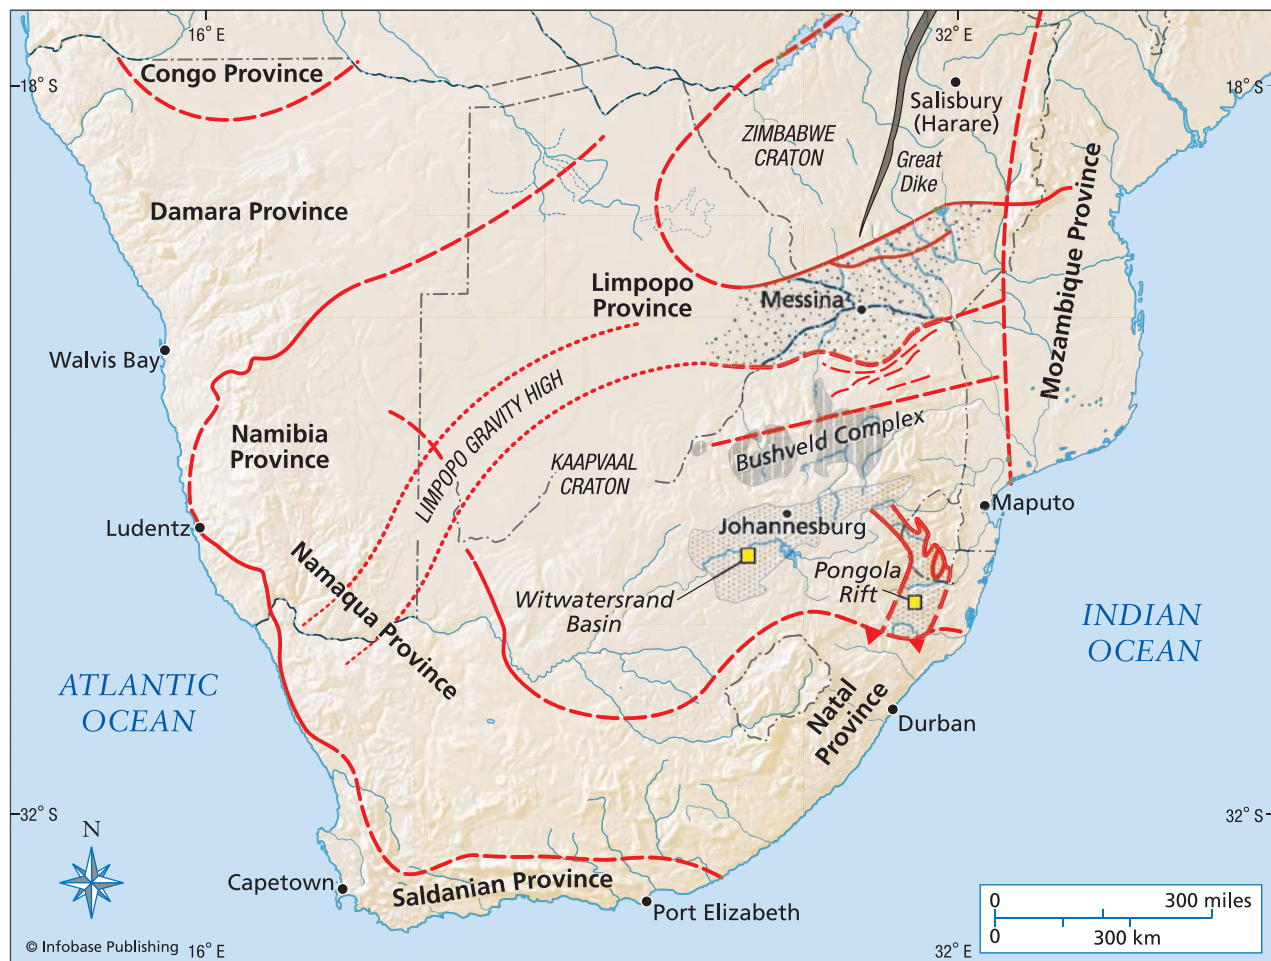 16° E
32° E
Congo Province
18° S
18° S
Salisbury
(Harare)
ZIMBABWE
CRATON
Great
Dike
Damara Province
Mozambique Province
Limpopo
Province
Messina
Walvis Bay
LIMPOPO GRAVITY HIGH
Namibia
Province
Bushveld Complex
KAAPVAAL
CRATON
Maputo
Ludentz
Johannesburg
Namaqua Province
Pongola
Rift
Witwatersrand
Basin
INDIAN
OCEAN
ATLANTIC
OCEAN
Natal
Province
Durban
32° S
32° S
N
Capetown
Saldanian Province
Port Elizabeth
0
300 miles
0
300 km
© Infobase Publishing
16° E
32° E